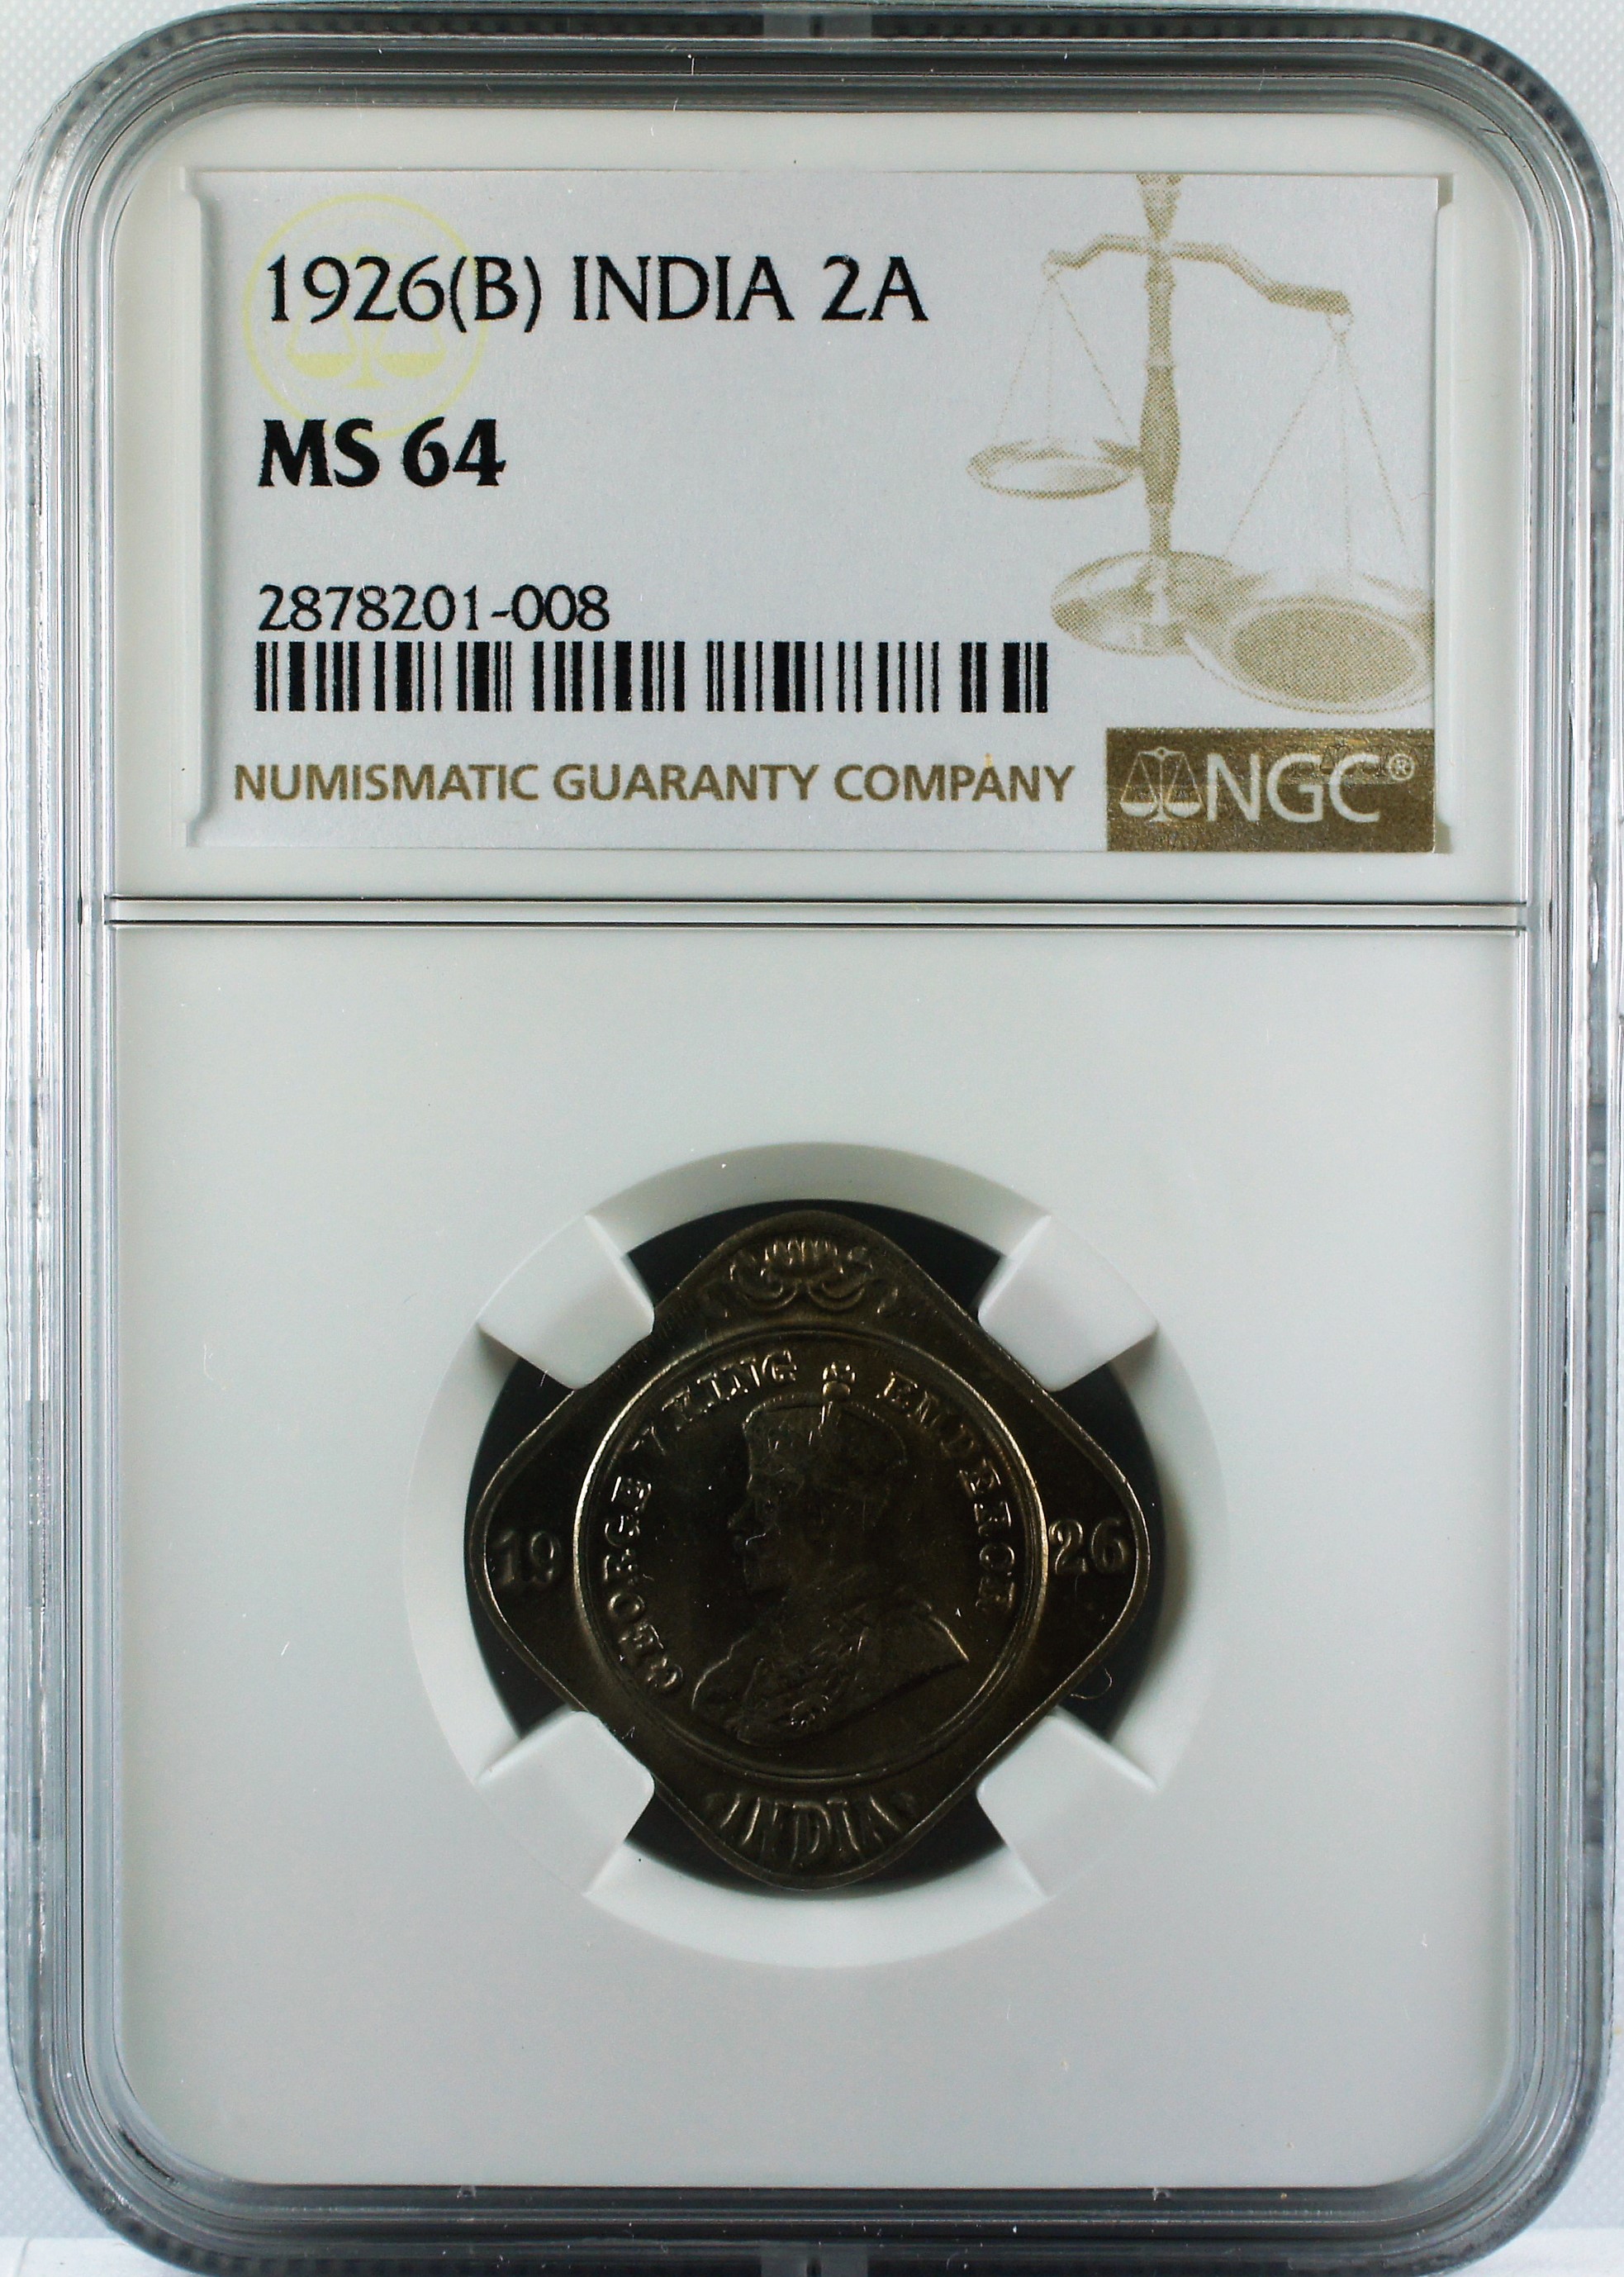 1926(B) INDIA 2A
MS 64
2878201-008
NUMISMATIC GUARANTY COMPANY
NGC®
GEORGE V KING & EMPEROR
19 26
INDIA